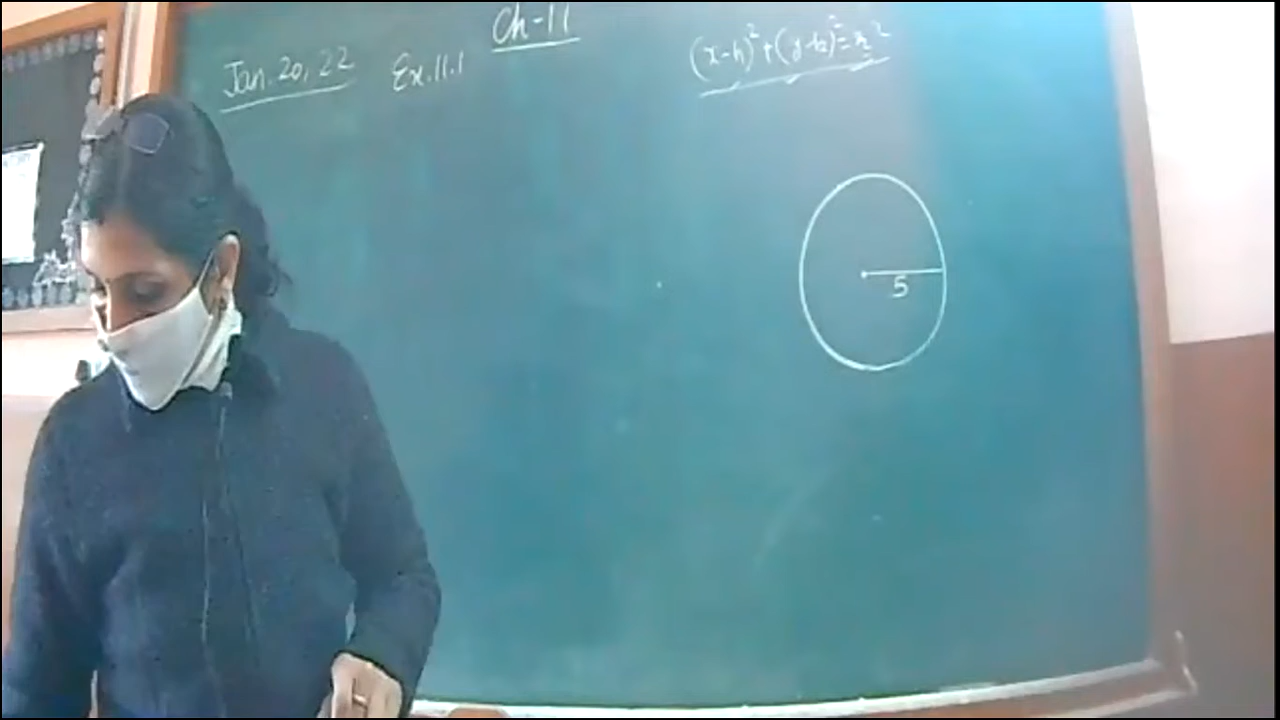 Ch-11
Jan. 20, 22 Ex.11.1
(x-h)²+(y-k)²=r²
5